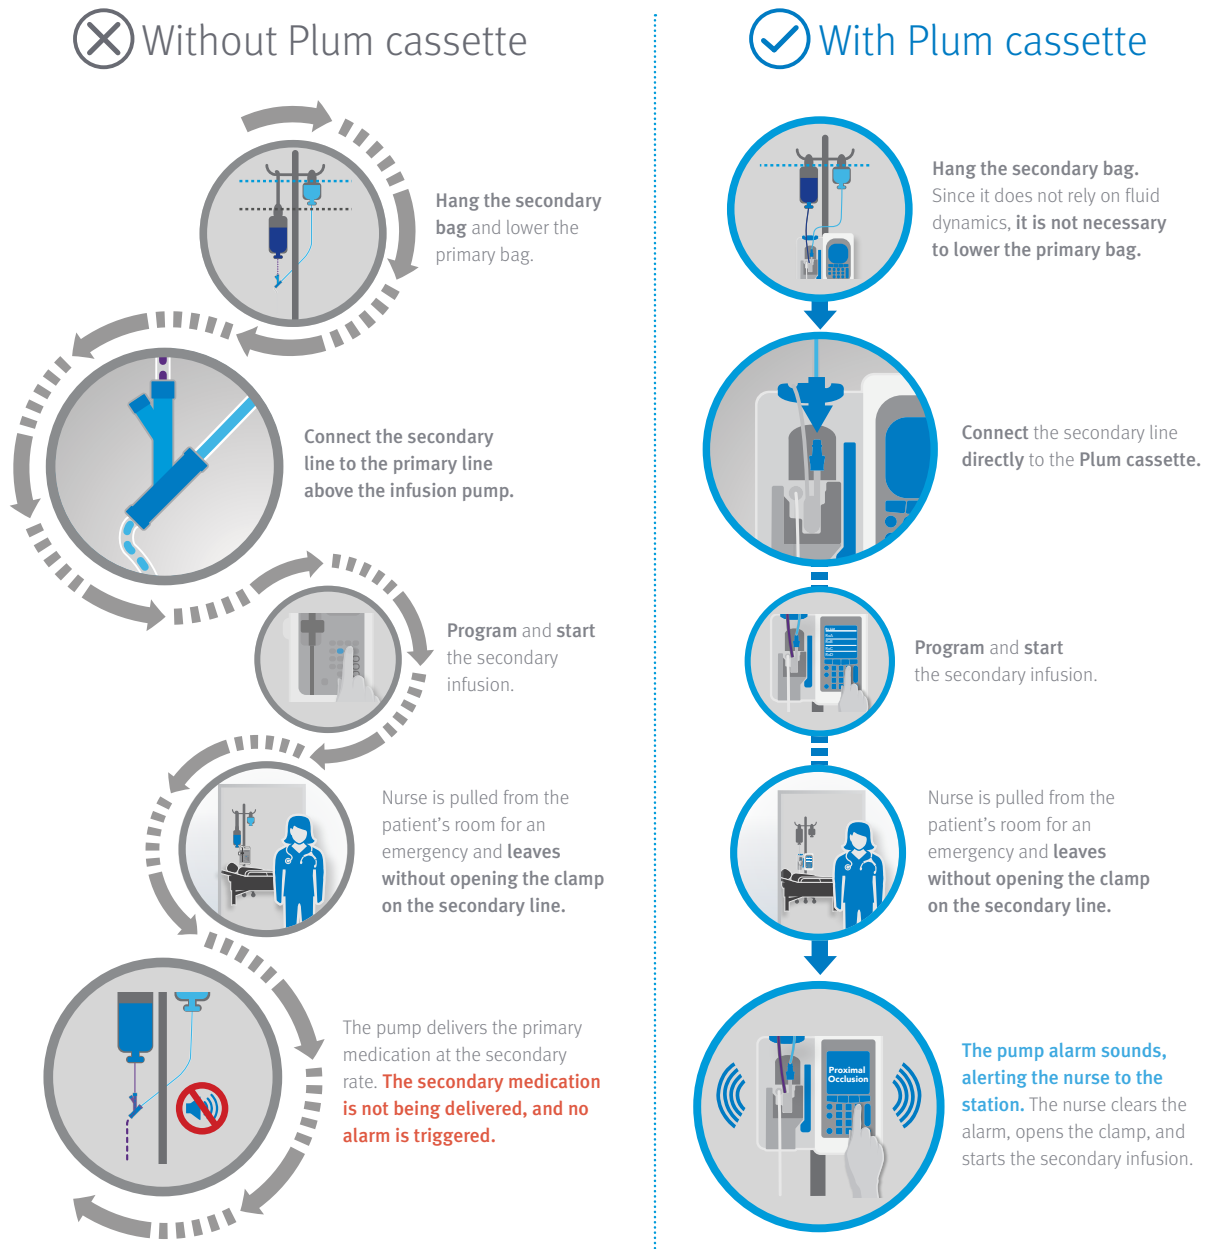 Without Plum cassette
Hang the secondary
bag and lower the
primary bag.
Connect the secondary
line to the primary line
above the infusion pump.
Program and start
the secondary
infusion.
Nurse is pulled from the
patient's room for an
emergency and leaves
without opening the clamp
on the secondary line.
The pump delivers the primary
medication at the secondary
rate. The secondary medication
is not being delivered, and no
alarm is triggered.
With Plum cassette
Hang the secondary bag.
Since it does not rely on fluid
dynamics, it is not necessary
to lower the primary bag.
Connect the secondary line
directly to the Plum cassette.
Program and start
the secondary infusion.
Nurse is pulled from the
patient's room for an
emergency and leaves
without opening the clamp
on the secondary line.
Proximal
Occlusion
The pump alarm sounds,
alerting the nurse to the
station. The nurse clears the
alarm, opens the clamp, and
starts the secondary infusion.